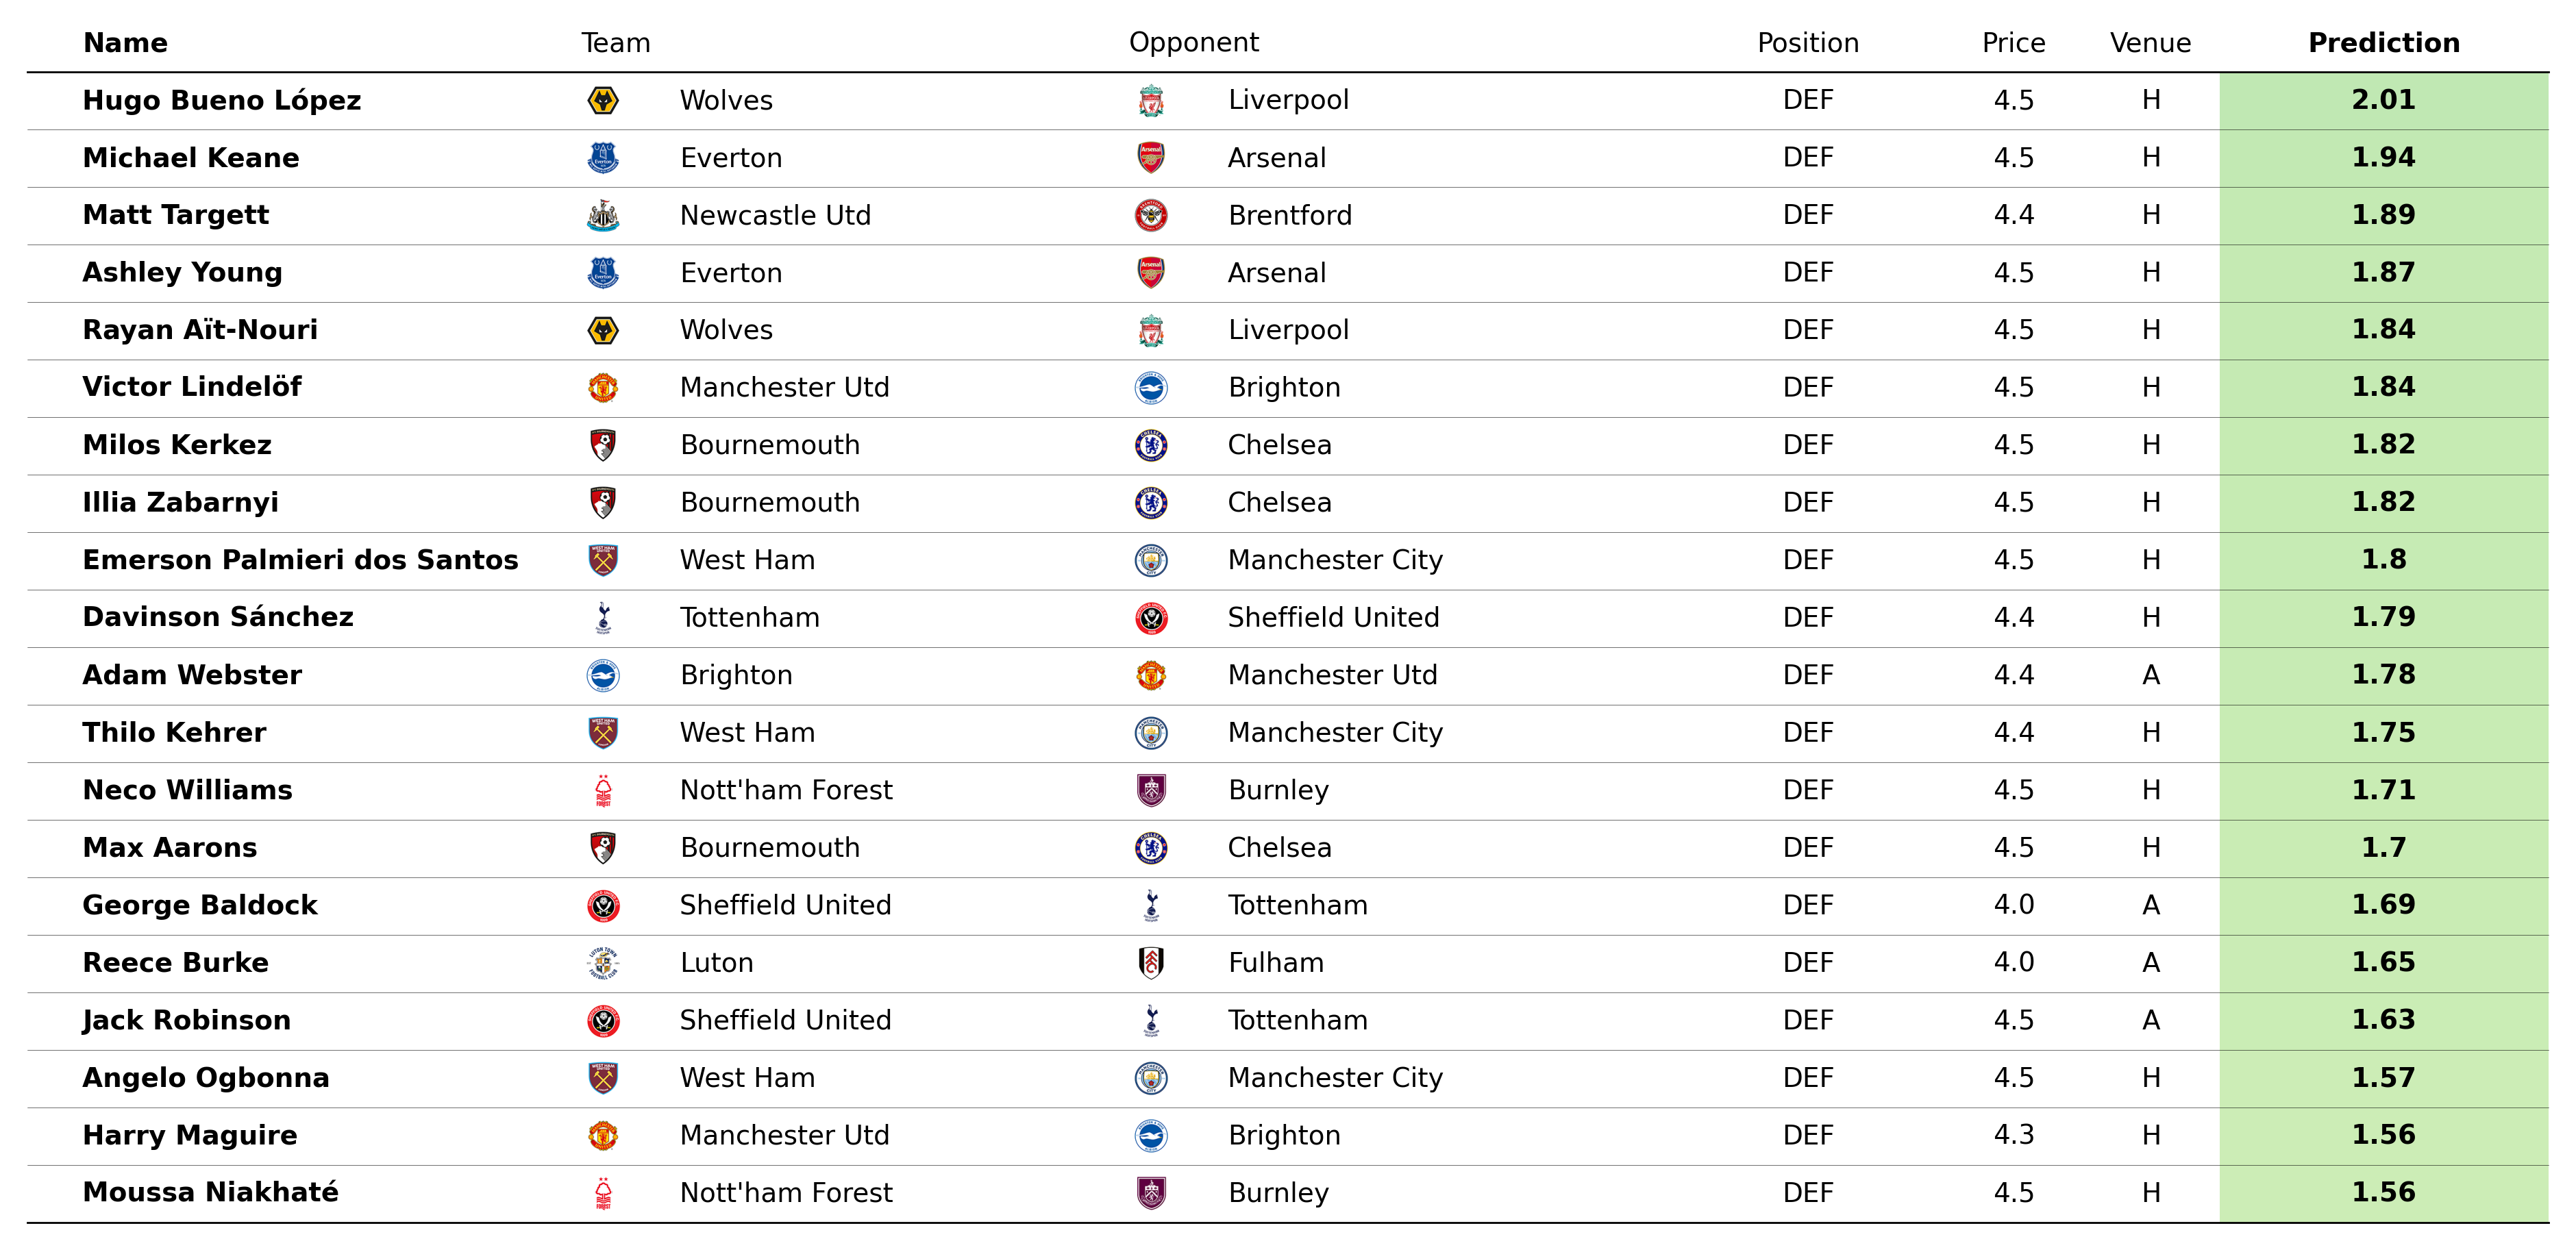 Name Team Opponent Position Price Venue Prediction
Hugo Bueno López Wolves Liverpool DEF 4.5 H 2.01
Michael Keane Everton Arsenal DEF 4.5 H 1.94
Matt Targett Newcastle Utd Brentford DEF 4.4 H 1.89
Ashley Young Everton Arsenal DEF 4.5 H 1.87
Rayan Aït-Nouri Wolves Liverpool DEF 4.5 H 1.84
Victor Lindelöf Manchester Utd Brighton DEF 4.5 H 1.84
Milos Kerkez Bournemouth Chelsea DEF 4.5 H 1.82
Illia Zabarnyi Bournemouth Chelsea DEF 4.5 H 1.82
Emerson Palmieri dos Santos West Ham Manchester City DEF 4.5 H 1.8
Davinson Sánchez Tottenham Sheffield United DEF 4.4 H 1.79
Adam Webster Brighton Manchester Utd DEF 4.4 A 1.78
Thilo Kehrer West Ham Manchester City DEF 4.4 H 1.75
Neco Williams Nott'ham Forest Burnley DEF 4.5 H 1.71
Max Aarons Bournemouth Chelsea DEF 4.5 H 1.7
George Baldock Sheffield United Tottenham DEF 4.0 A 1.69
Reece Burke Luton Fulham DEF 4.0 A 1.65
Jack Robinson Sheffield United Tottenham DEF 4.5 A 1.63
Angelo Ogbonna West Ham Manchester City DEF 4.5 H 1.57
Harry Maguire Manchester Utd Brighton DEF 4.3 H 1.56
Moussa Niakhaté Nott'ham Forest Burnley DEF 4.5 H 1.56